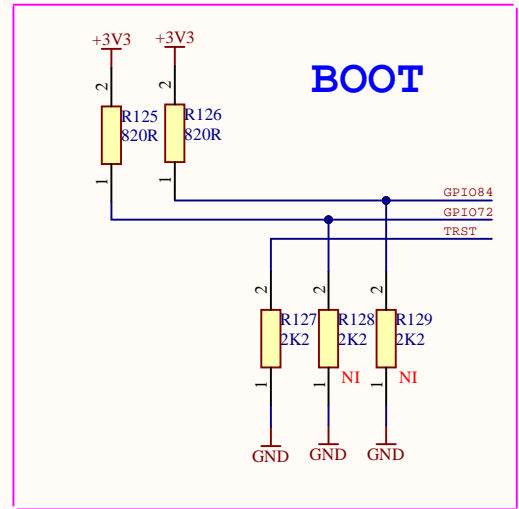 +3V3 +3V3
BOOT
2 2
R125 R126
820R 820R
1 1
GPIO84
GPIO72
TRST
2 2 2
R127 R128 R129
2K2 2K2 2K2
1 1 NI 1 NI
GND GND GND